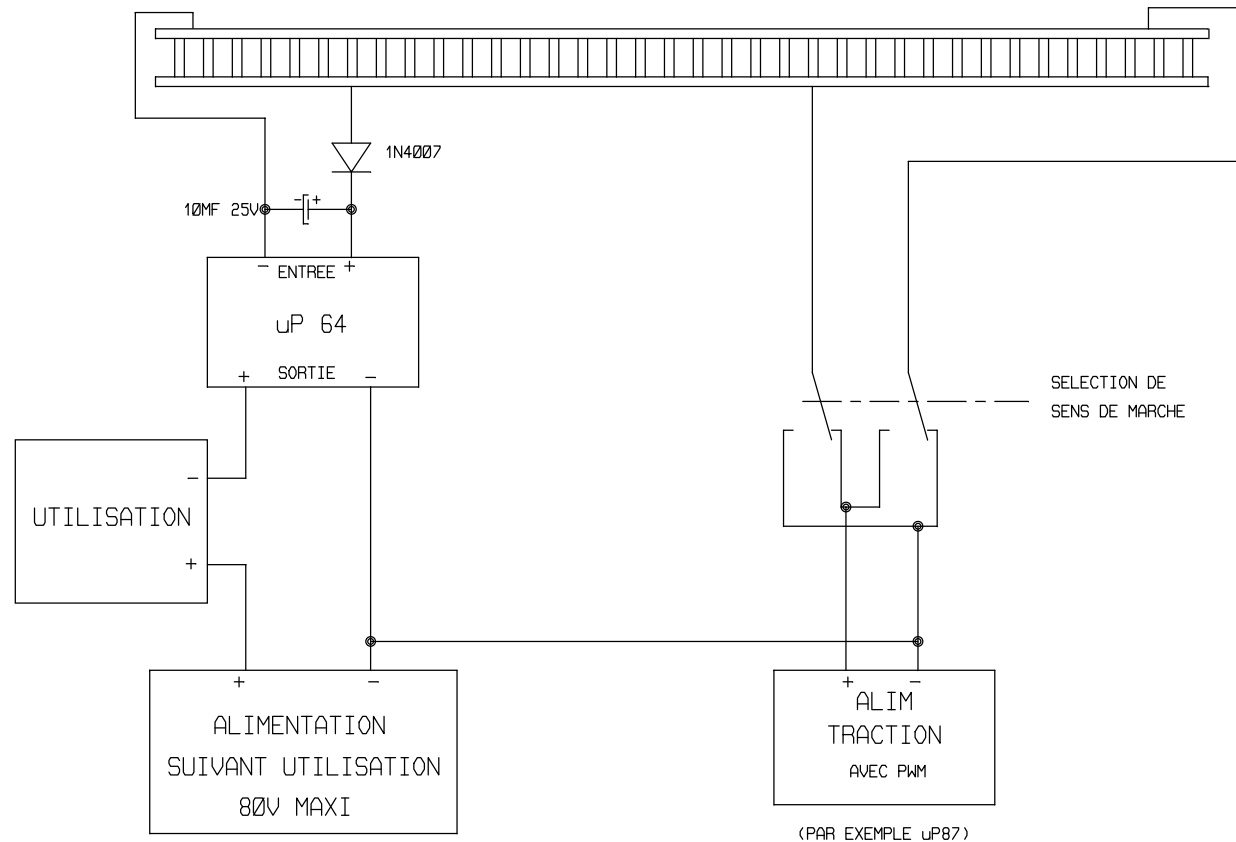 1N4007
10MF 25V
- +
- ENTREE +
uP 64
+ SORTIE -
SELECTION DE
SENS DE MARCHE
-
UTILISATION
+
+ -
ALIMENTATION
SUIVANT UTILISATION
80V MAXI
+ -
ALIM
TRACTION
AVEC PWM
(PAR EXEMPLE uP87)